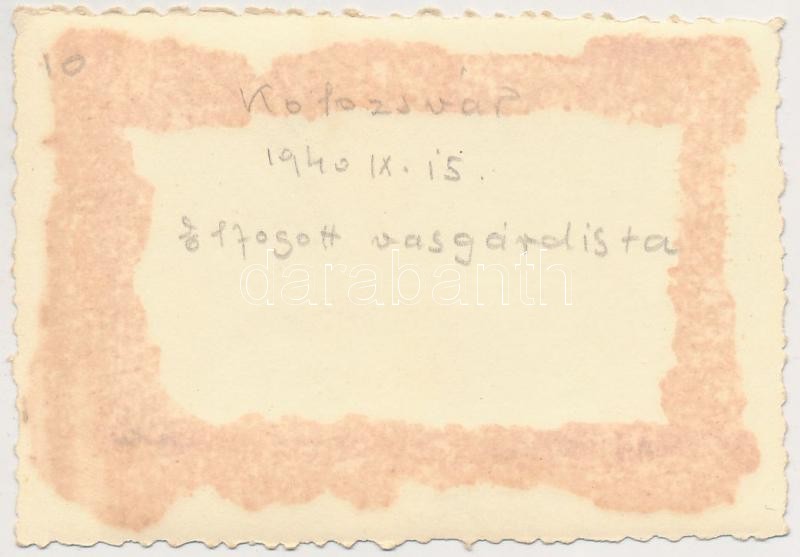 10
Kolozsvár
1940 IX. 15.
Elfogott vasgárdista
darabanth